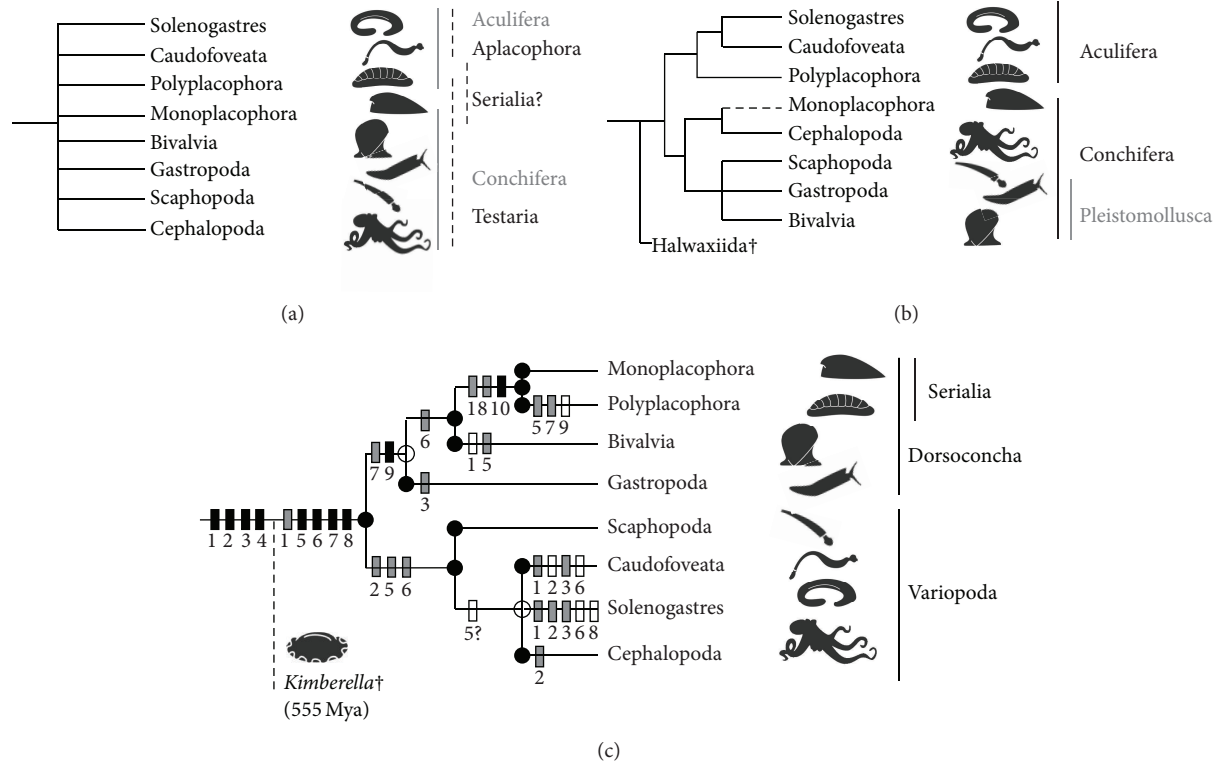 Solenogastres
Caudofoveata
Polyplacophora
Monoplacophora
Bivalvia
Gastropoda
Scaphopoda
Cephalopoda
Aculifera
Aplacophora
Serialia?
Conchifera
Testaria
(a)
Solenogastres
Caudofoveata
Polyplacophora
Monoplacophora
Cephalopoda
Scaphopoda
Gastropoda
Bivalvia
Halwaxiida†
Aculifera
Conchifera
Pleistomollusca
(b)
Monoplacophora
1 8 10
Polyplacophora
5 7 9
6
Bivalvia
1 5
7 9
Gastropoda
3
Serialia
Dorsoconcha
1 2 3 4
1 5 6 7 8
Scaphopoda
2 5 6
Caudofoveata
1 2 3 6
Solenogastres
5?
1 2 3 6 8
Cephalopoda
2
Variopoda
Kimberella†
(555 Mya)
(c)